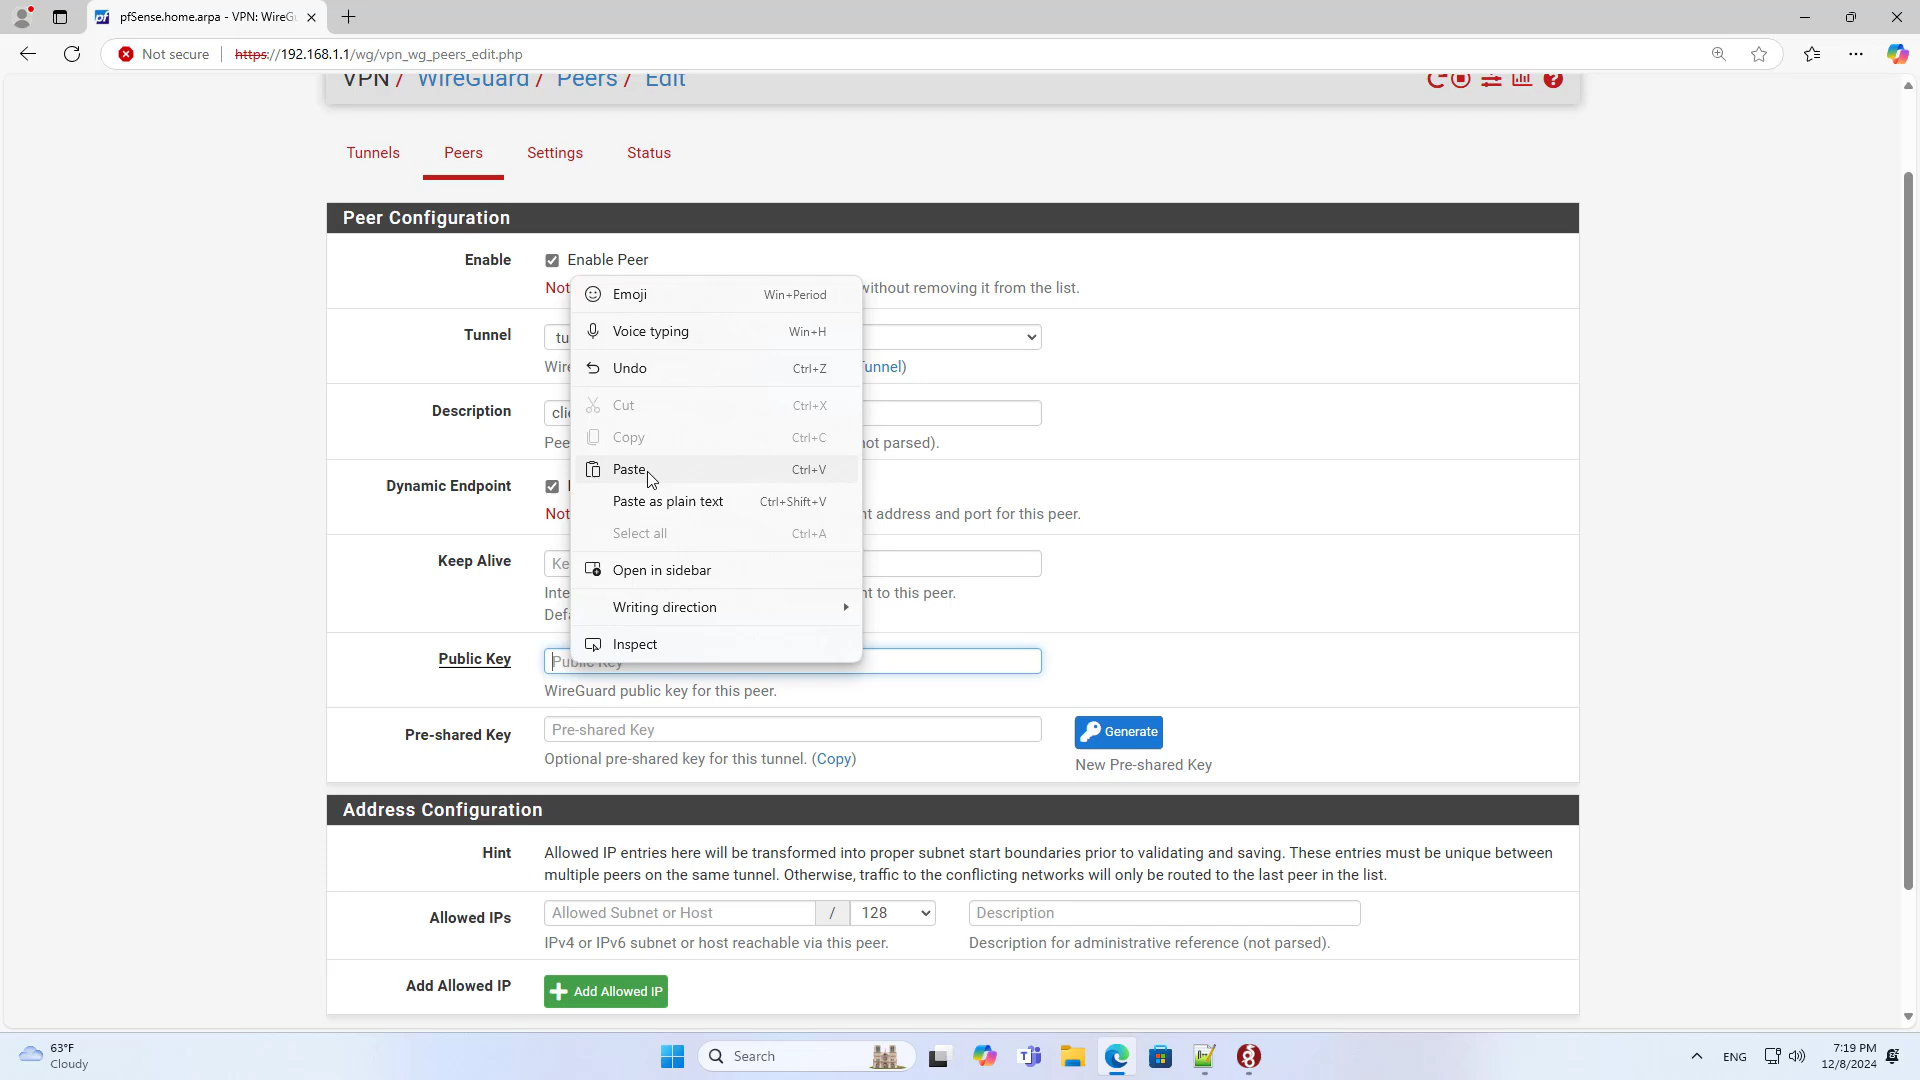 pfSense.home.arpa - VPN: WireGu
Not secure
https://192.168.1.1/wg/vpn_wg_peers_edit.php
VPN / WireGuard / Peers / Edit
Tunnels Peers Settings Status
Peer Configuration
Enable
Enable Peer
Not
without removing it from the list.
Emoji Win+Period
Voice typing Win+H
Undo Ctrl+Z
Cut Ctrl+X
Copy Ctrl+C
Paste Ctrl+V
Paste as plain text Ctrl+Shift+V
Select all Ctrl+A
Open in sidebar
Writing direction
Inspect
Tunnel
tu
Wire
Tunnel)
Description
clie
Pee
not parsed).
Dynamic Endpoint
Not
nt address and port for this peer.
Keep Alive
Ke
Inte
nt to this peer.
Defa
Public Key
Public Key
WireGuard public key for this peer.
Pre-shared Key
Pre-shared Key
Generate
Optional pre-shared key for this tunnel. (Copy)
New Pre-shared Key
Address Configuration
Hint
Allowed IP entries here will be transformed into proper subnet start boundaries prior to validating and saving. These entries must be unique between
multiple peers on the same tunnel. Otherwise, traffic to the conflicting networks will only be routed to the last peer in the list.
Allowed IPs
Allowed Subnet or Host / 128
Description
IPv4 or IPv6 subnet or host reachable via this peer.
Description for administrative reference (not parsed).
Add Allowed IP
Add Allowed IP
63°F
Cloudy
Search
ENG
7:19 PM
12/8/2024